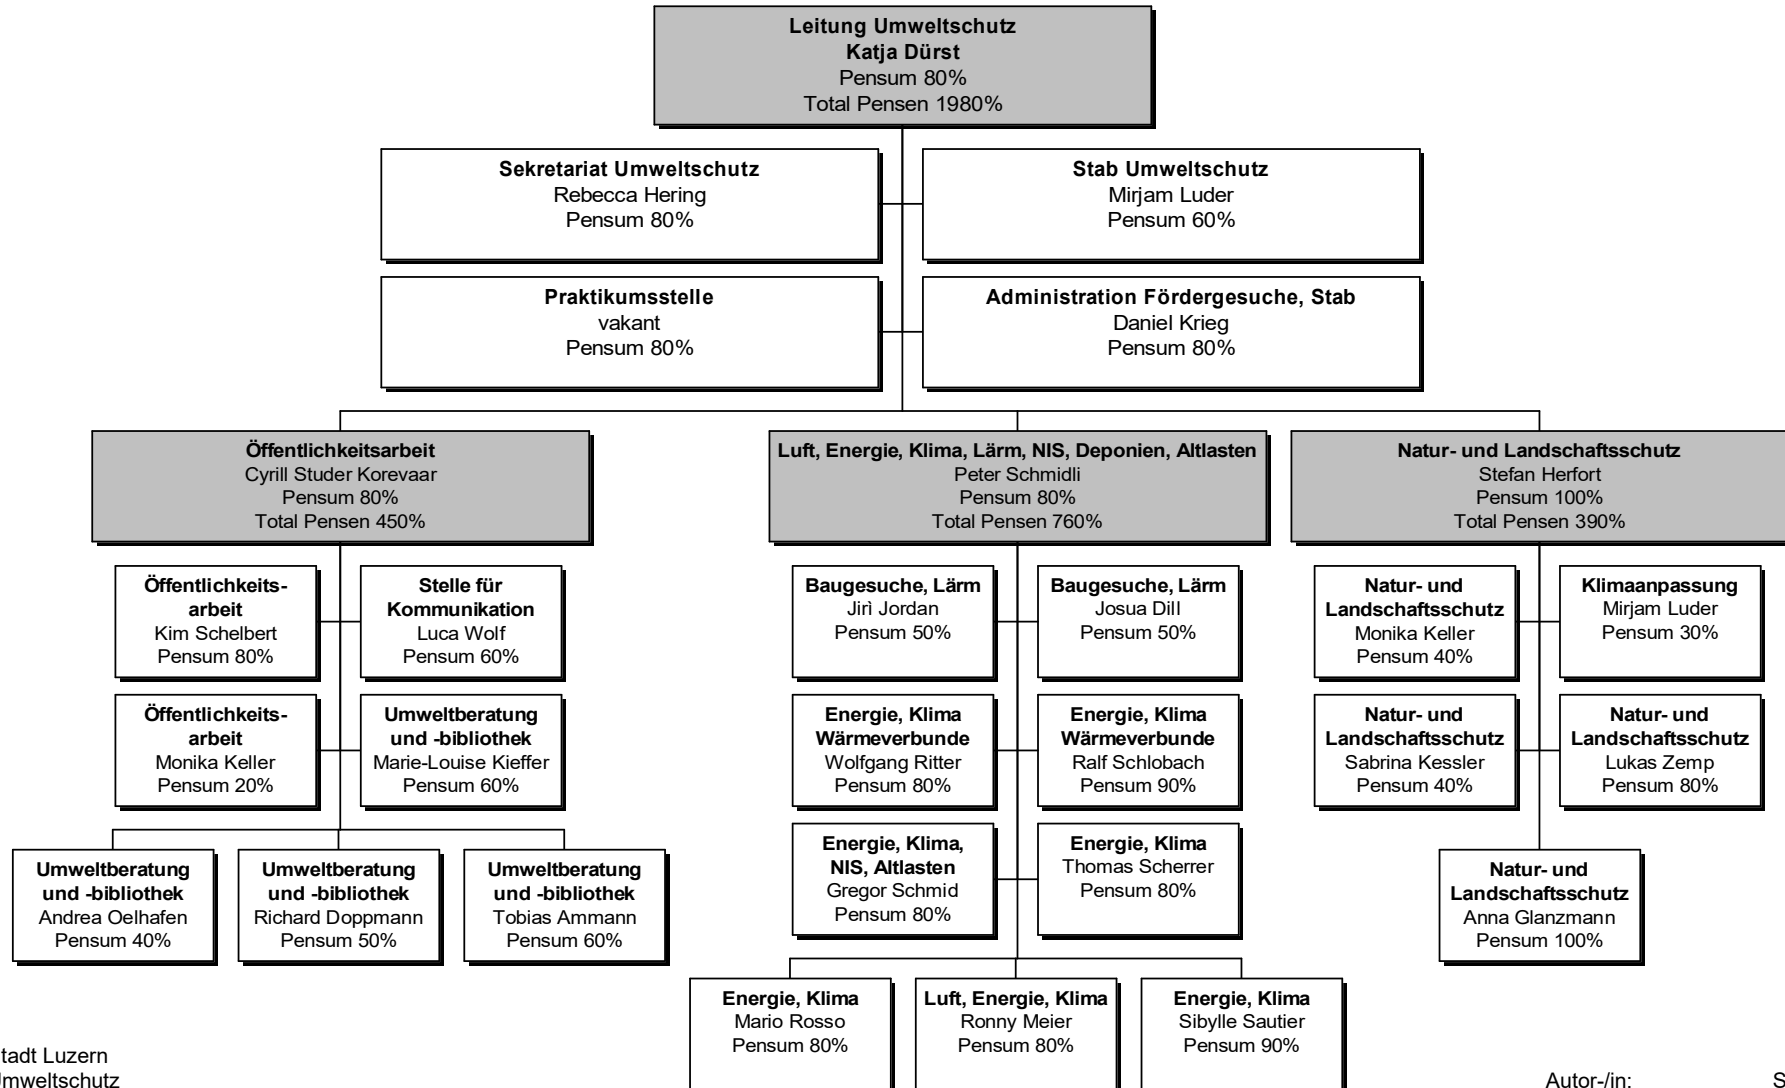 Leitung Umweltschutz
Katja Dürst
Pensum 80%
Total Pensen 1980%
Sekretariat Umweltschutz
Rebecca Hering
Pensum 80%
Stab Umweltschutz
Mirjam Luder
Pensum 60%
Praktikumsstelle
vakant
Pensum 80%
Administration Fördergesuche, Stab
Daniel Krieg
Pensum 80%
Öffentlichkeitsarbeit
Cyrill Studer Korevaar
Pensum 80%
Total Pensen 450%
Luft, Energie, Klima, Lärm, NIS, Deponien, Altlasten
Peter Schmidli
Pensum 80%
Total Pensen 760%
Natur- und Landschaftsschutz
Stefan Herfort
Pensum 100%
Total Pensen 390%
Öffentlichkeits-
arbeit
Kim Schelbert
Pensum 80%
Stelle für
Kommunikation
Luca Wolf
Pensum 60%
Öffentlichkeits-
arbeit
Monika Keller
Pensum 20%
Umweltberatung
und -bibliothek
Marie-Louise Kieffer
Pensum 60%
Umweltberatung
und -bibliothek
Andrea Oelhafen
Pensum 40%
Umweltberatung
und -bibliothek
Richard Doppmann
Pensum 50%
Umweltberatung
und -bibliothek
Tobias Ammann
Pensum 60%
Baugesuche, Lärm
Jirì Jordan
Pensum 50%
Baugesuche, Lärm
Josua Dill
Pensum 50%
Energie, Klima
Wärmeverbunde
Wolfgang Ritter
Pensum 80%
Energie, Klima
Wärmeverbunde
Ralf Schlobach
Pensum 90%
Energie, Klima,
NIS, Altlasten
Gregor Schmid
Pensum 80%
Energie, Klima
Thomas Scherrer
Pensum 80%
Energie, Klima
Mario Rosso
Pensum 80%
Luft, Energie, Klima
Ronny Meier
Pensum 80%
Energie, Klima
Sibylle Sautier
Pensum 90%
Natur- und
Landschaftsschutz
Monika Keller
Pensum 40%
Klimaanpassung
Mirjam Luder
Pensum 30%
Natur- und
Landschaftsschutz
Sabrina Kessler
Pensum 40%
Natur- und
Landschaftsschutz
Lukas Zemp
Pensum 80%
Natur- und
Landschaftsschutz
Anna Glanzmann
Pensum 100%
tadt Luzern
mweltschutz
Autor-/in:
S